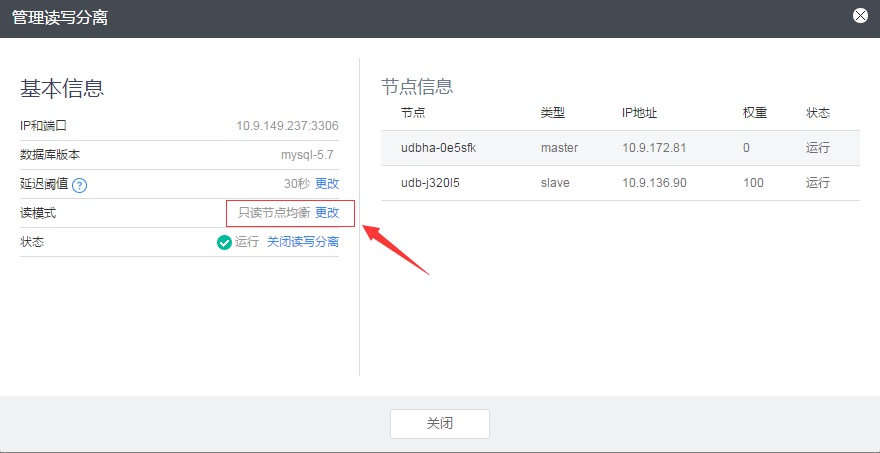 管理读写分离
基本信息
IP和端口 10.9.149.237:3306
数据库版本 mysql-5.7
延迟阈值 ? 30秒 更改
读模式 只读节点均衡 更改
状态 运行 关闭读写分离
节点信息
节点 类型 IP地址 权重 状态
udbha-0e5sfk master 10.9.172.81 0 运行
udb-j320l5 slave 10.9.136.90 100 运行
关闭